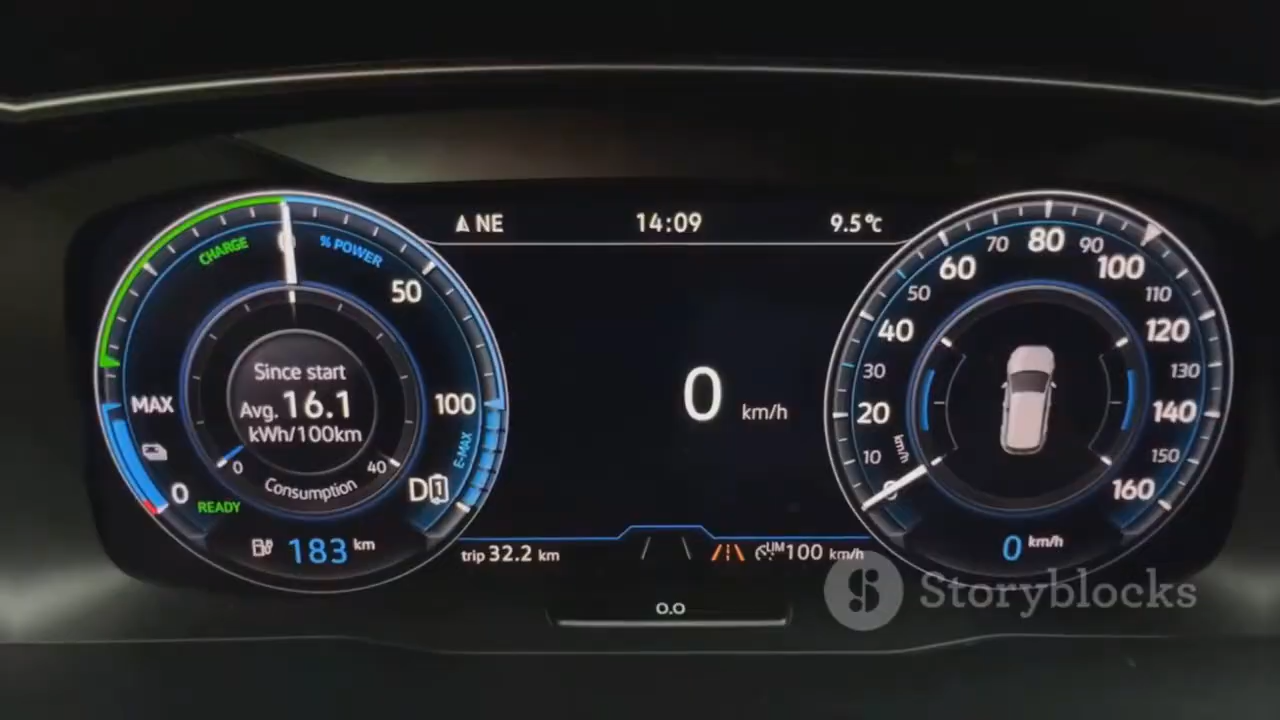 NE
14:09
9.5°C
CHARGE
% POWER
50
100
E-MAX
MAX
0
READY
Since start
Avg. 16.1
kWh/100km
0
40
Consumption
D
183 km
0 km/h
trip 32.2 km
LIM 100 km/h
0.0
10
20
30
40
50
60
70
80
90
100
110
120
130
140
150
160
km/h
0 km/h
Storyblocks